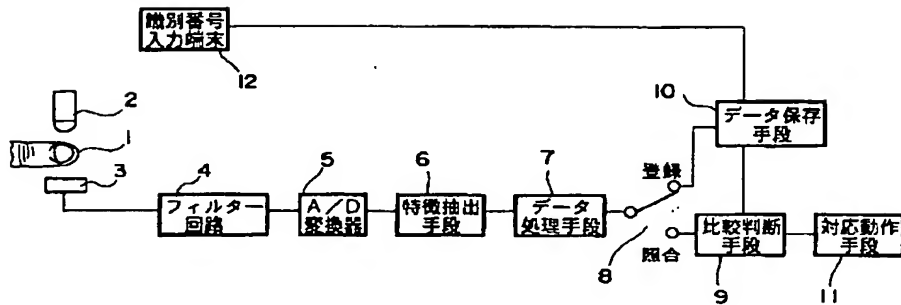 識別番号
入力端末
12
2
1
3
4
フィルター
回路
5
A/D
変換器
6
特徴抽出
手段
7
データ
処理手段
登録
8
照合
10
データ保存
手段
比較判断
手段
9
対応動作
手段
11